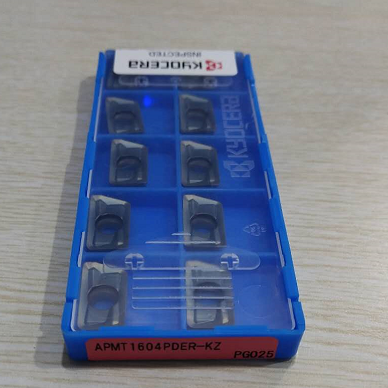 KYOCERA
INSPECTED
KYOCERA
APMT1604PDER-KZ
PG025